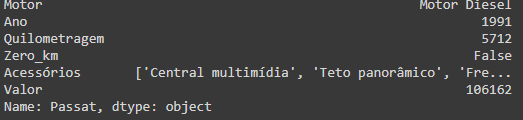 Motor Motor Diesel
Ano 1991
Quilometragem 5712
Zero_km False
Acessórios ['Central multimídia', 'Teto panorâmico', 'Fre...
Valor 106162
Name: Passat, dtype: object